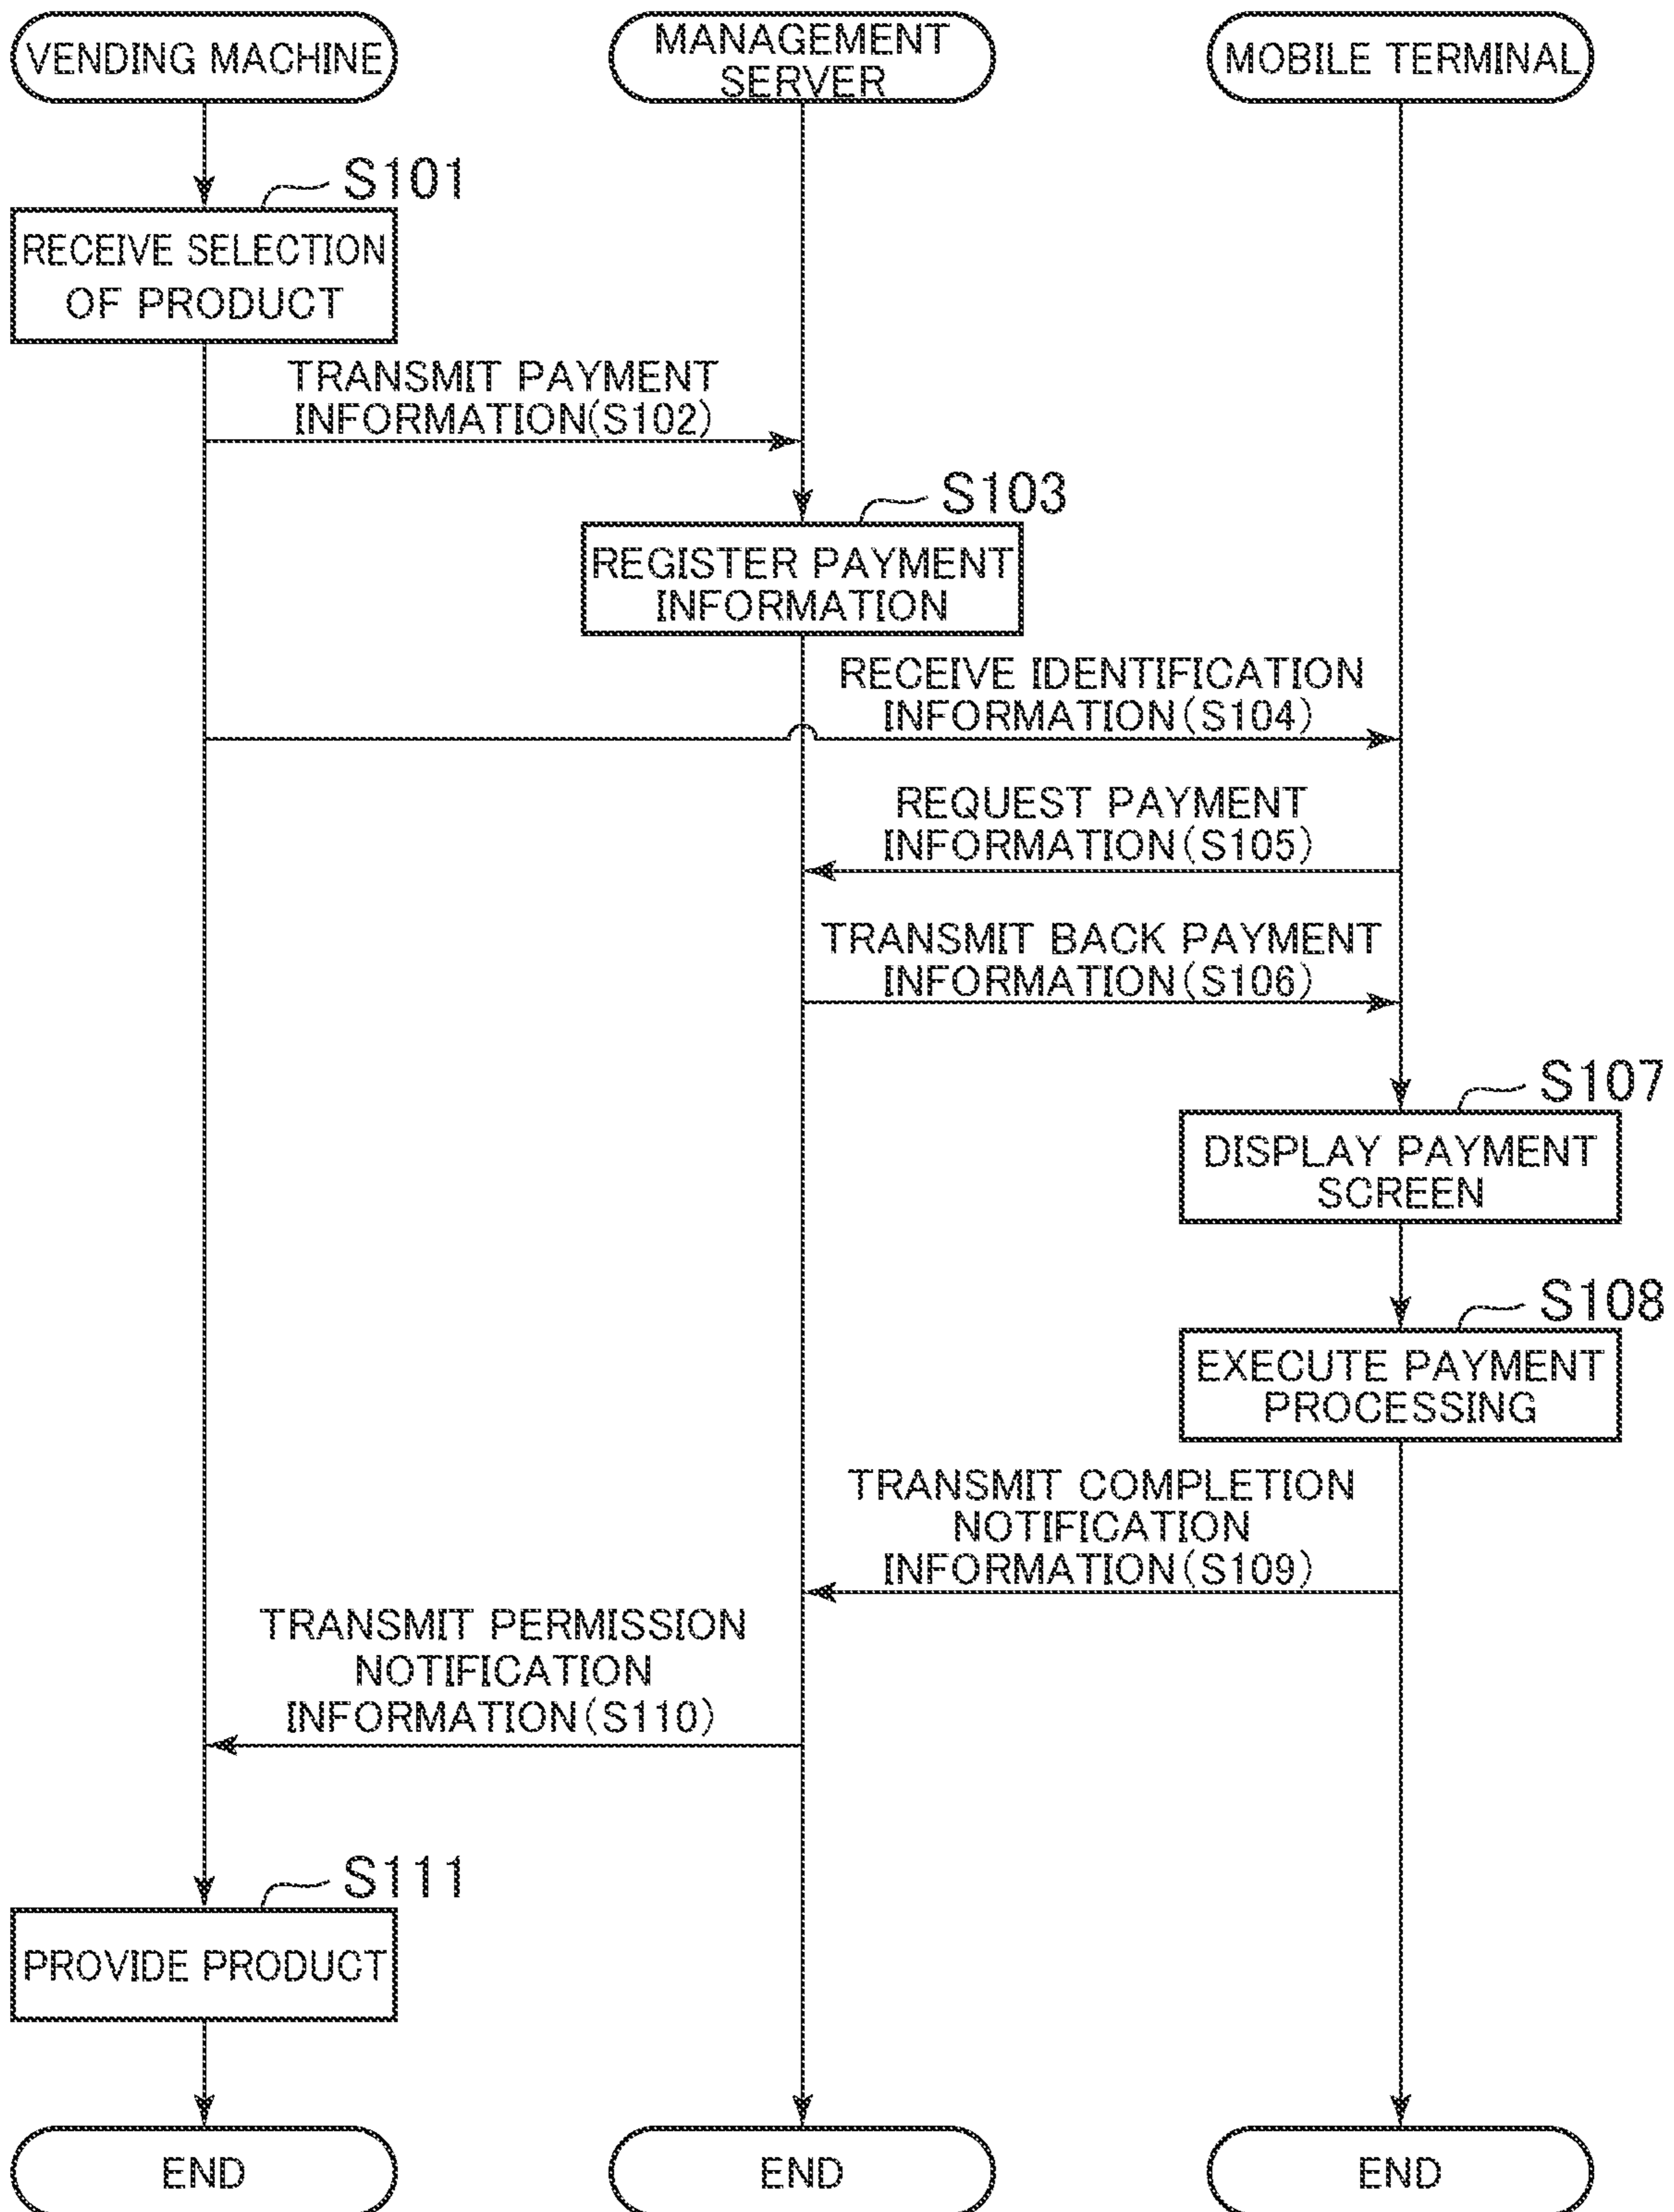 VENDING MACHINE
MANAGEMENT
SERVER
MOBILE TERMINAL
S101
RECEIVE SELECTION
OF PRODUCT
TRANSMIT PAYMENT
INFORMATION(S102)
S103
REGISTER PAYMENT
INFORMATION
RECEIVE IDENTIFICATION
INFORMATION(S104)
REQUEST PAYMENT
INFORMATION(S105)
TRANSMIT BACK PAYMENT
INFORMATION(S106)
S107
DISPLAY PAYMENT
SCREEN
S108
EXECUTE PAYMENT
PROCESSING
TRANSMIT COMPLETION
NOTIFICATION
INFORMATION(S109)
TRANSMIT PERMISSION
NOTIFICATION
INFORMATION(S110)
S111
PROVIDE PRODUCT
END
END
END